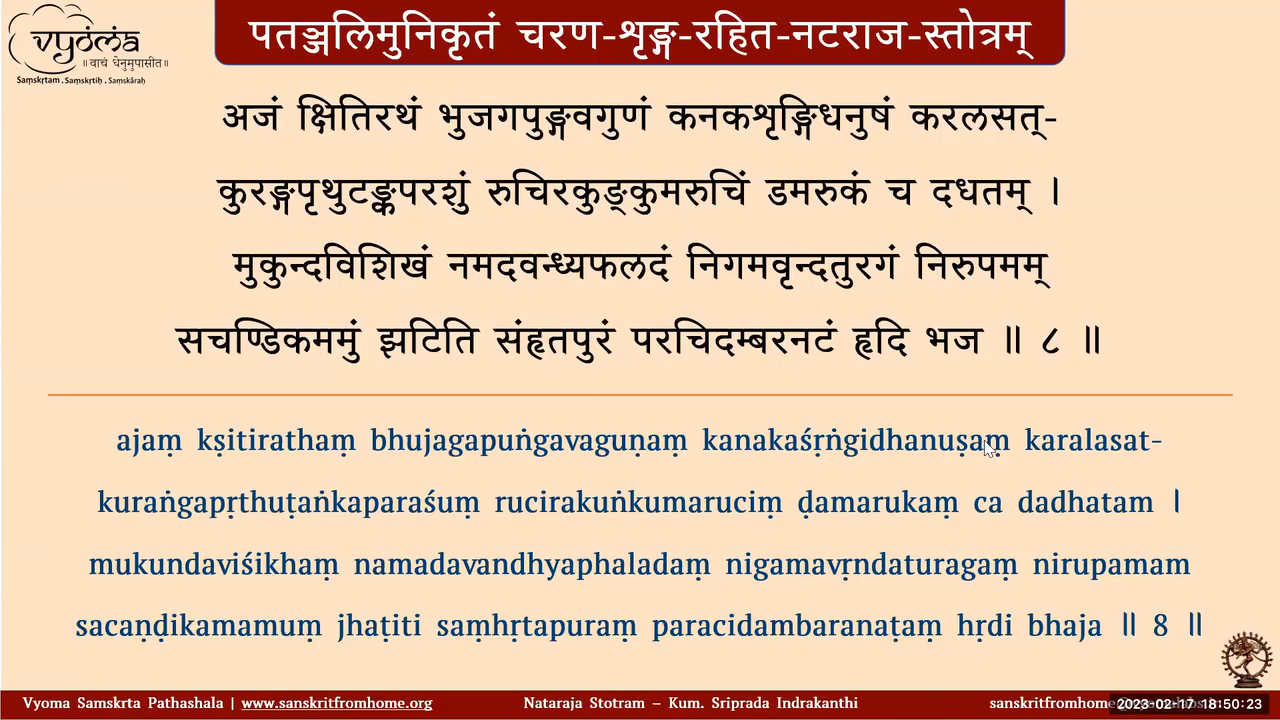 vyoma
॥ वाचं धेनुमुपासीत॥
Saṃskṛtam . Saṃskṛtiḥ . Saṃskāraḥ
पतञ्जलिमुनिकृतं चरण-शृङ्ग-रहित-नटराज-स्तोत्रम्
अजं क्षितिरथं भुजगपुङ्गवगुणं कनकशृङ्गिधनुषं करलसत्-
कुरङ्गपृथुटङ्कपरशुं रुचिरकुङ्कुमरुचिं डमरुकं च दधतम् ।
मुकुन्दविशिखं नमदवन्ध्यफलदं निगमवृन्दतुरगं निरुपमम्
सचण्डिकममुं झटिति संहृतपुरं परचिदम्बरनटं हृदि भज ॥ ८ ॥
ajaṃ kṣitirathaṃ bhujagapuṅgavaguṇaṃ kanakaśṛṅgidhanuṣaṃ karalasat-
kuraṅgapṛthuṭaṅkaparaśuṃ rucirakuṅkumaruciṃ ḍamarukaṃ ca dadhatam ।
mukundaviśikhaṃ namadavandhyaphaladaṃ nigamavṛndaturagaṃ nirupamam
sacaṇḍikamamuṃ jhaṭiti saṃhṛtapuraṃ paracidambaranaṭaṃ hṛdi bhaja ॥ 8 ॥
Vyoma Samskrta Pathashala | www.sanskritfromhome.org
Nataraja Stotram – Kum. Sriprada Indrakanthi
sanskritfromhome
2023-02-17 18:50:23